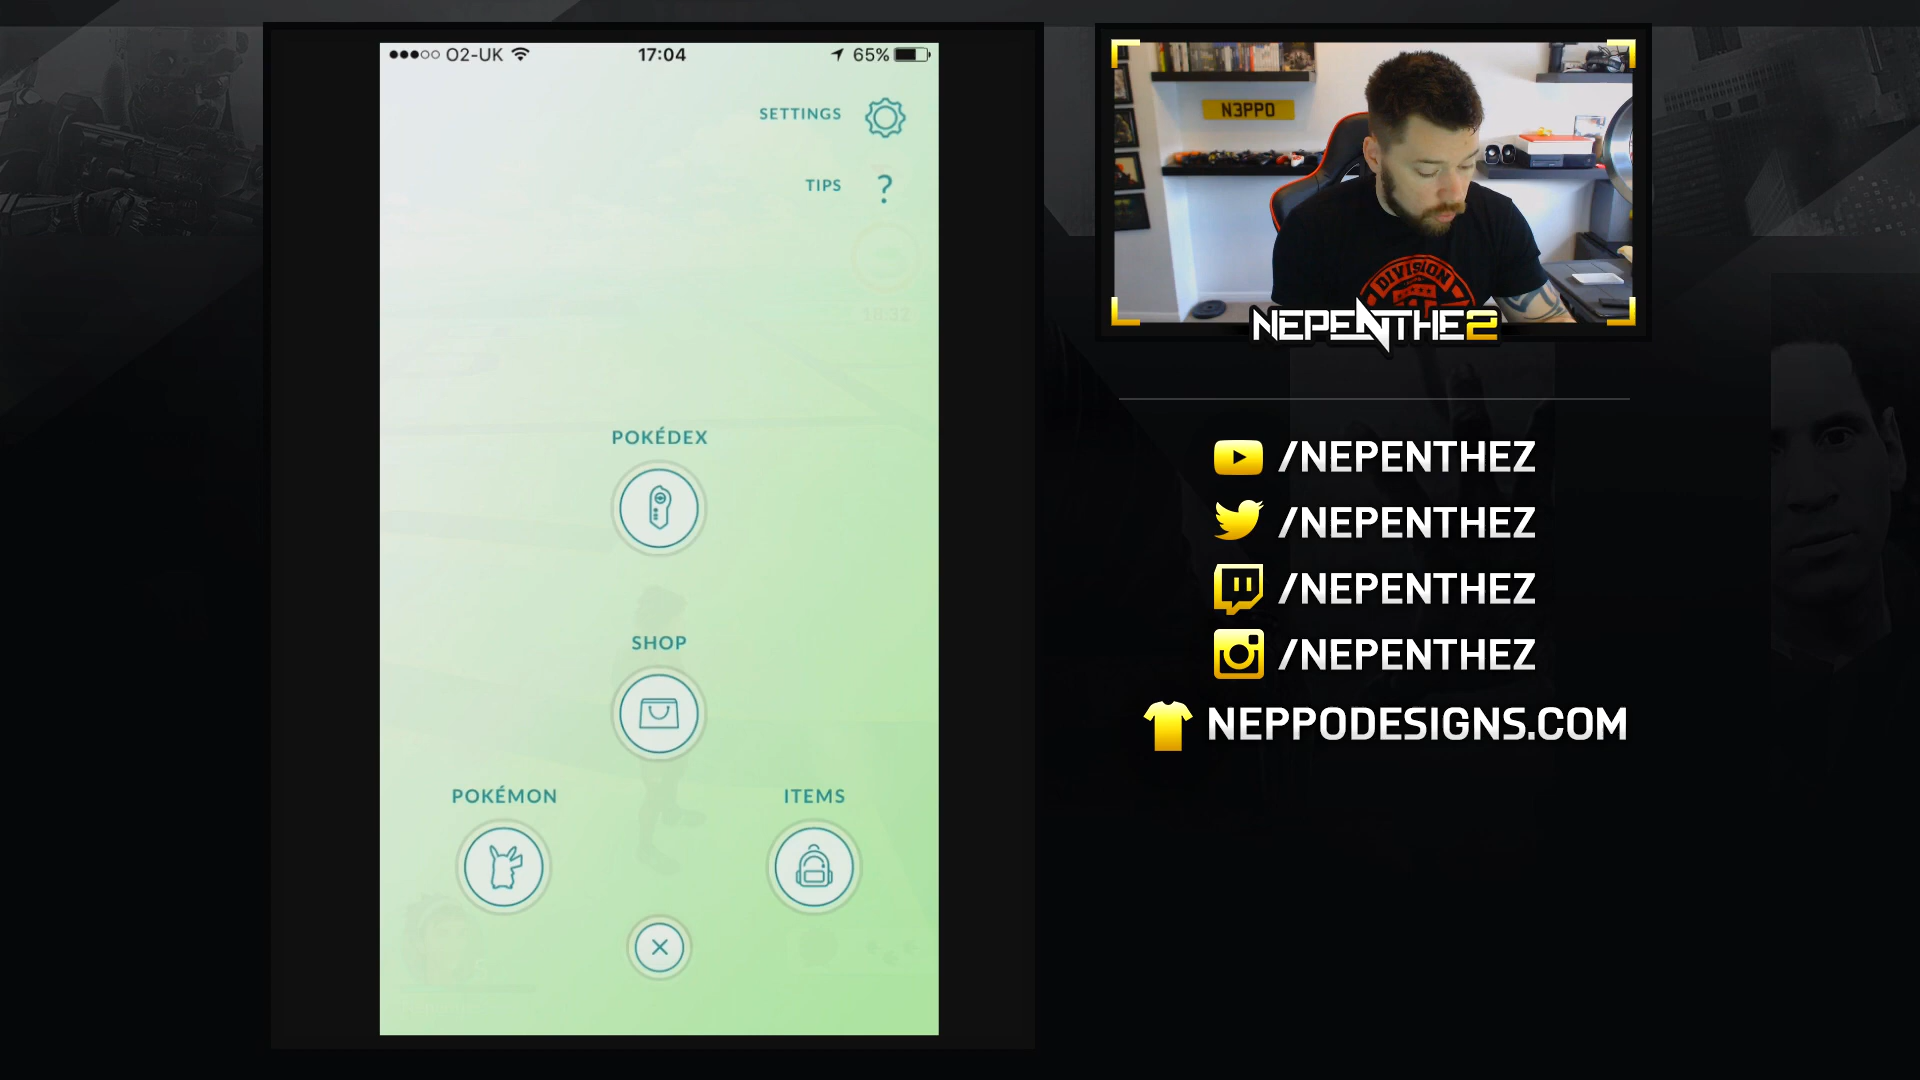 O2-UK 17:04 65%
SETTINGS
TIPS
?
POKÉDEX
SHOP
POKÉMON
ITEMS
N3PPO
DIVISION
NEPENTHEZ
/NEPENTHEZ
/NEPENTHEZ
/NEPENTHEZ
/NEPENTHEZ
NEPPODESIGNS.COM